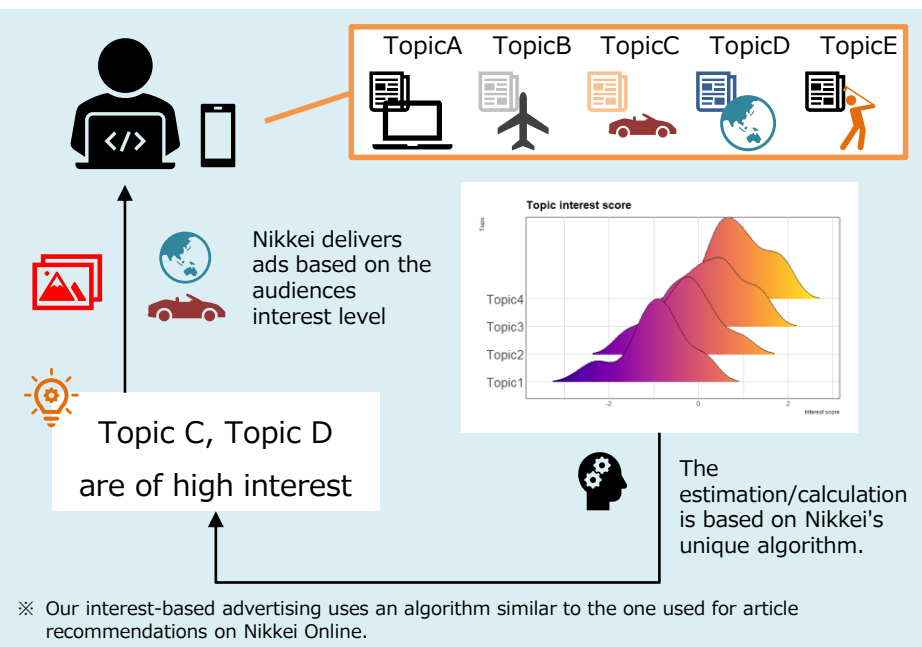 TopicA TopicB TopicC TopicD TopicE
</>
Topic interest score
Topic
Topic4
Topic3
Topic2
Topic1
-2 0 2
Interest score
Nikkei delivers
ads based on the
audiences
interest level
Topic C, Topic D
are of high interest
The
estimation/calculation
is based on Nikkei's
unique algorithm.
※ Our interest-based advertising uses an algorithm similar to the one used for article
recommendations on Nikkei Online.